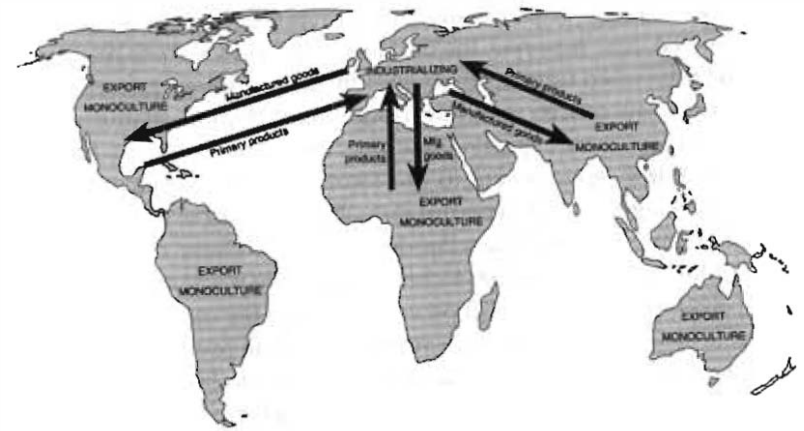 EXPORT
MONOCULTURE
Manufactured goods
Primary products
INDUSTRIALIZING
Primary products
Manufactured goods
EXPORT
MONOCULTURE
Primary
products
Mfg.
goods
EXPORT
MONOCULTURE
EXPORT
MONOCULTURE
EXPORT
MONOCULTURE